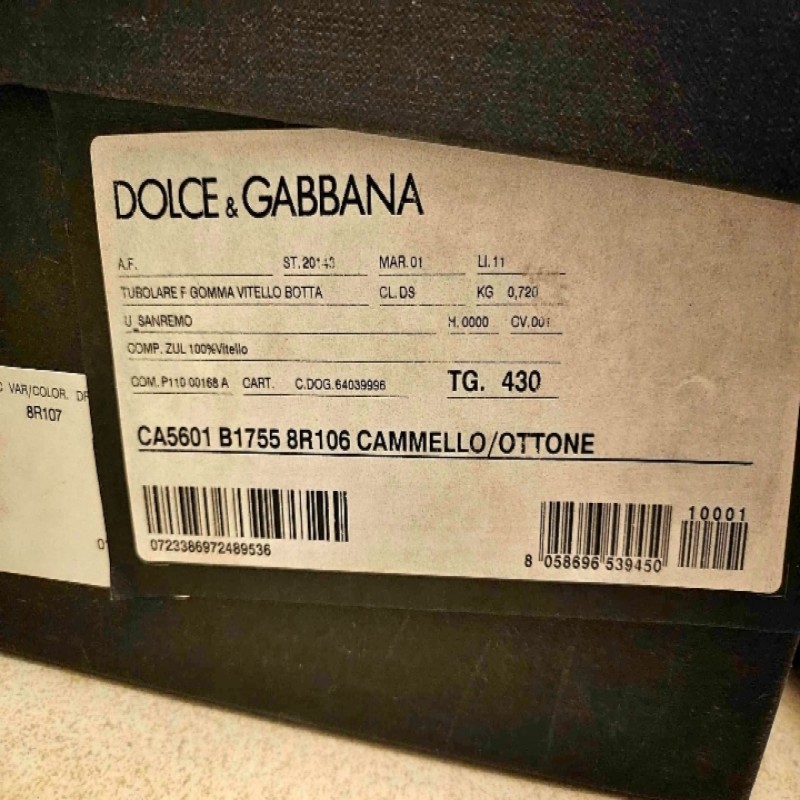 DOLCE & GABBANA
A.F. ST. 20143 MAR. 01 LI. 11
TUBOLARE F GOMMA VITELLO BOTTA CL. DS KG 0,720
U_SANREMO M. 0000 CV. 001
COMP. ZUL 100%Vitello
COM. P110 00168 A CART. C.DOG. 64039996 TG. 430
CA5601 B1755 8R106 CAMMELLO/OTTONE
0723386972489536
10001
8 058696 539450
VAR/COLOR.
8R107